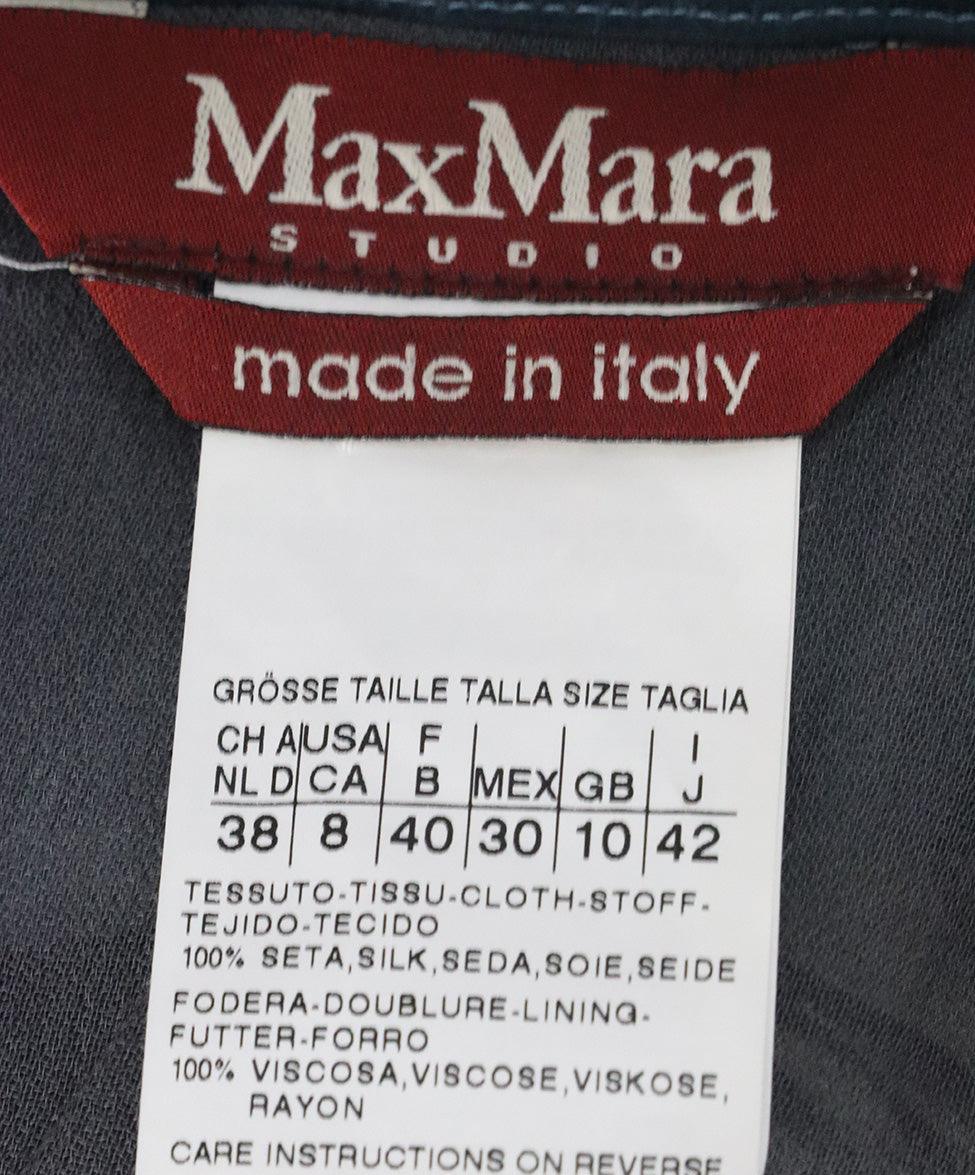 MaxMara
STUDIO
made in italy
GRÖSSE TAILLE TALLA SIZE TAGLIA
CH A USA F I
NL D CA B MEX GB J
38 8 40 30 10 42
TESSUTO-TISSU-CLOTH-STOFF-
TEJIDO-TECIDO
100% SETA,SILK,SEDA,SOIE,SEIDE
FODERA-DOUBLURE-LINING-
FUTTER-FORRO
100% VISCOSA,VISCOSE,VISKOSE,
RAYON
CARE INSTRUCTIONS ON REVERSE